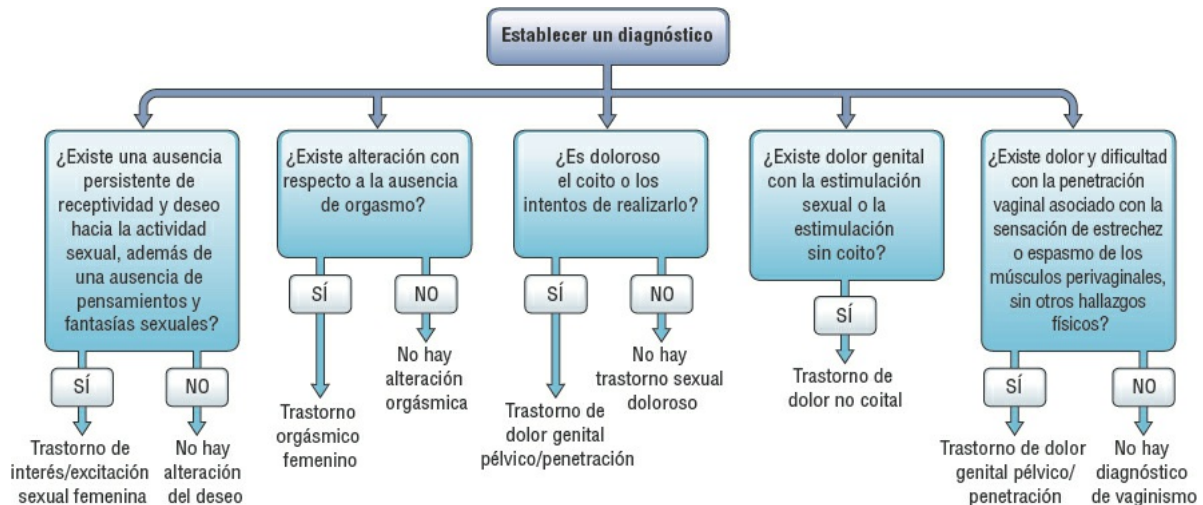 Establecer un diagnóstico
¿Existe una ausencia
persistente de
receptividad y deseo
hacia la actividad
sexual, además de
una ausencia de
pensamientos y
fantasías sexuales?
SÍ
NO
Trastorno de
interés/excitación
sexual femenina
No hay
alteración
del deseo
¿Existe alteración con
respecto a la ausencia
de orgasmo?
SÍ
NO
Trastorno
orgásmico
femenino
No hay
alteración
orgásmica
¿Es doloroso
el coito o los
intentos de realizarlo?
SÍ
NO
Trastorno de
dolor genital
pélvico/penetración
No hay
trastorno sexual
doloroso
¿Existe dolor genital
con la estimulación
sexual o la
estimulación
sin coito?
SÍ
Trastorno de
dolor no coital
¿Existe dolor y dificultad
con la penetración
vaginal asociado con la
sensación de estrechez
o espasmo de los
músculos perivaginales,
sin otros hallazgos
físicos?
SÍ
NO
Trastorno de dolor
genital pélvico/
penetración
No hay
diagnóstico
de vaginismo